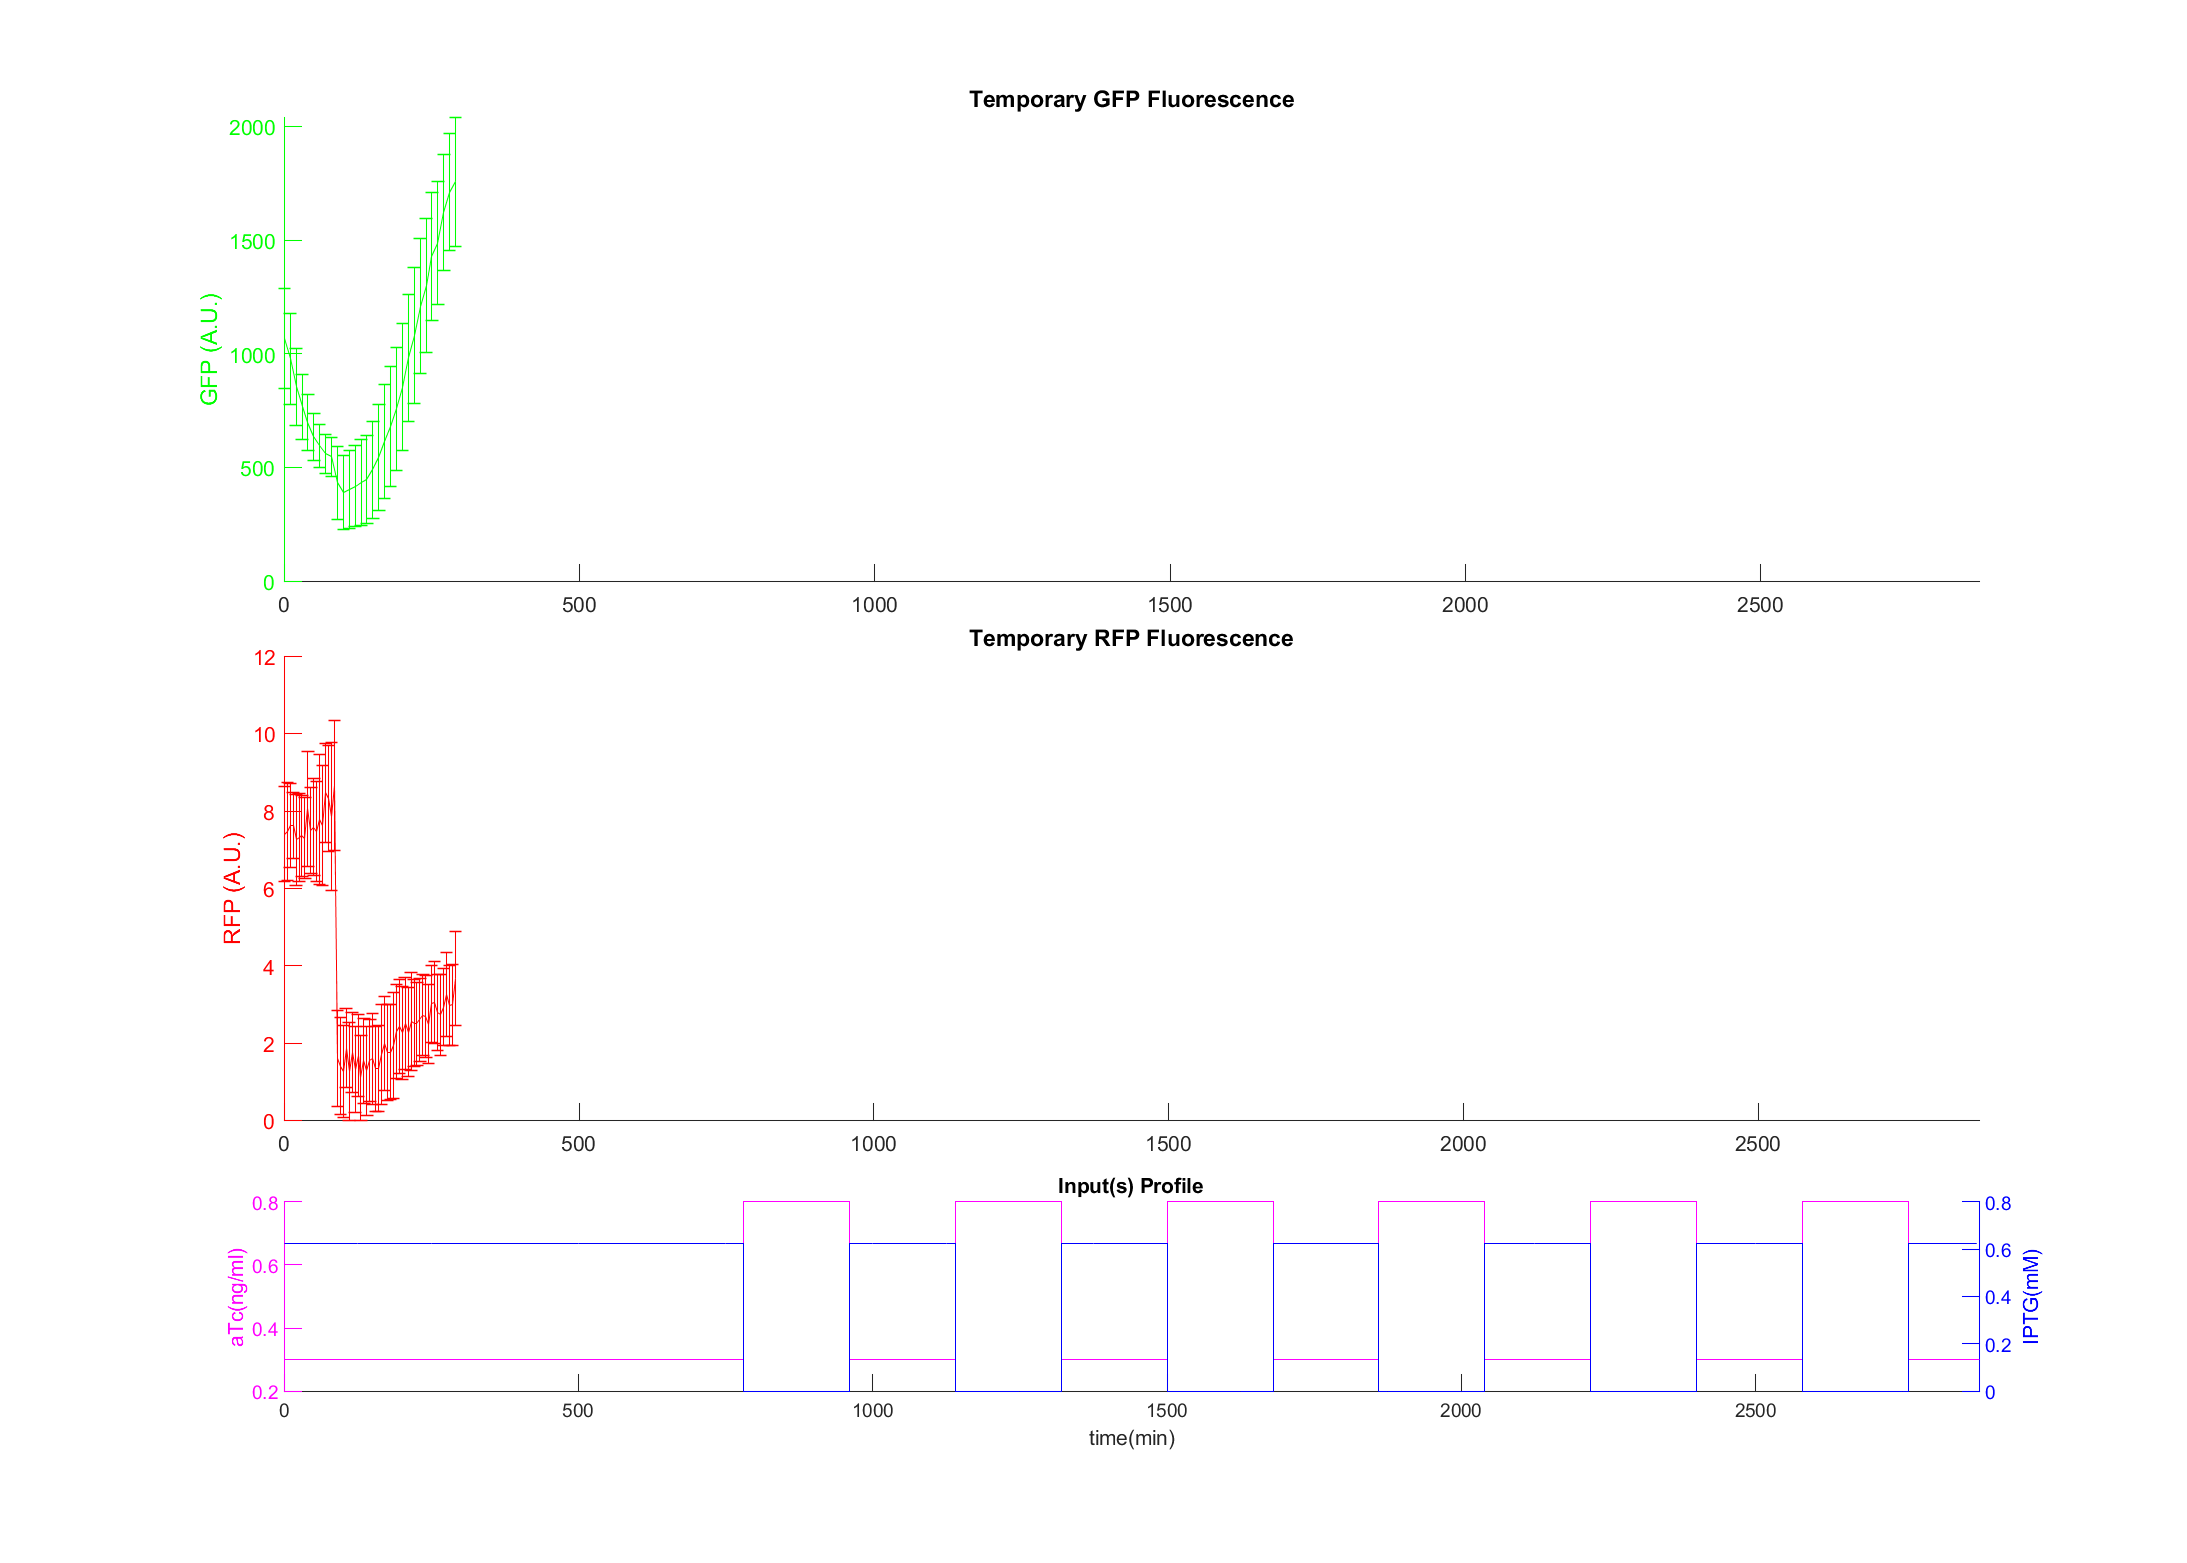 Temporary GFP Fluorescence
GFP (A.U.)
2000
1500
1000
500
0
0 500 1000 1500 2000 2500
Temporary RFP Fluorescence
RFP (A.U.)
12
10
8
6
4
2
0
0 500 1000 1500 2000 2500
Input(s) Profile
aTc(ng/ml)
0.8
0.6
0.4
0.2
0.8
0.6
0.4
0.2
0
IPTG(mM)
0 500 1000 1500 2000 2500
time(min)